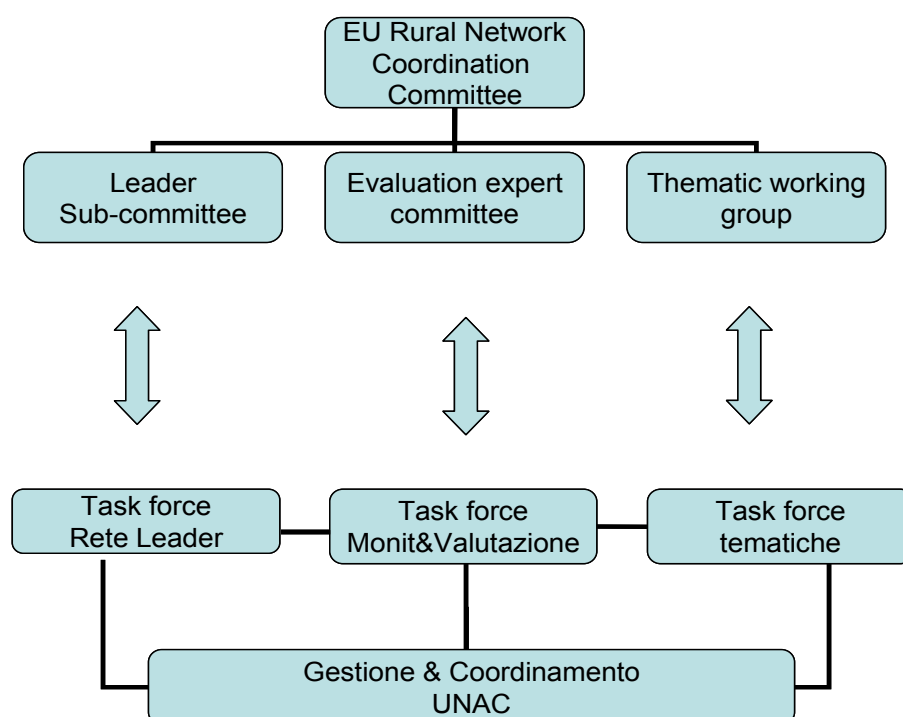 EU Rural Network
Coordination
Committee
Leader
Sub-committee
Evaluation expert
committee
Thematic working
group
Task force
Rete Leader
Task force
Monit&Valutazione
Task force
tematiche
Gestione & Coordinamento
UNAC